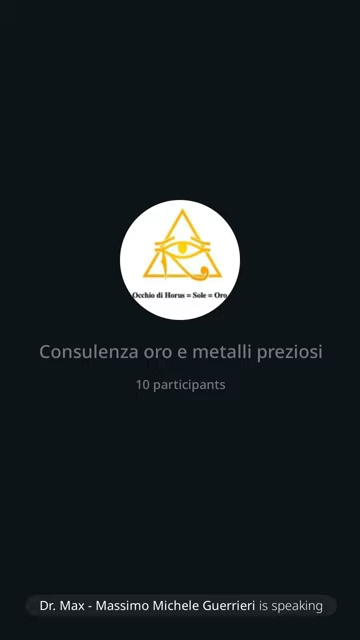 Occhio di Horus = Sole = Oro
Consulenza oro e metalli preziosi
10 participants
Dr. Max - Massimo Michele Guerrieri is speaking